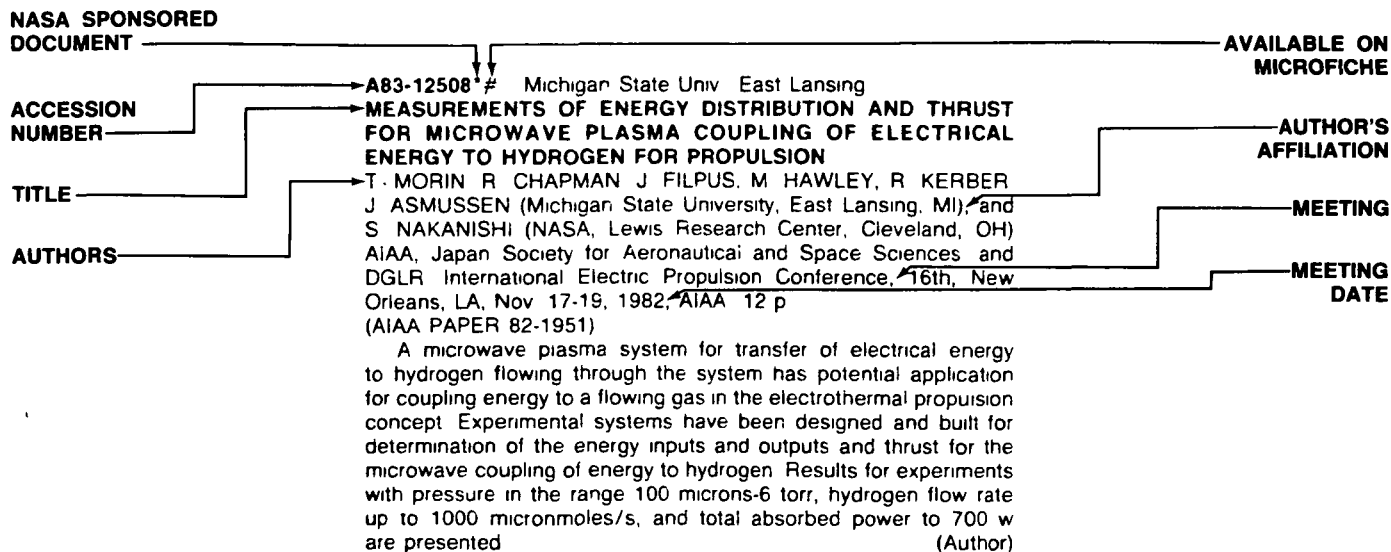 NASA SPONSORED
DOCUMENT
AVAILABLE ON
MICROFICHE
A83-12508*# Michigan State Univ East Lansing
ACCESSION
NUMBER
MEASUREMENTS OF ENERGY DISTRIBUTION AND THRUST
FOR MICROWAVE PLASMA COUPLING OF ELECTRICAL
ENERGY TO HYDROGEN FOR PROPULSION
AUTHOR'S
AFFILIATION
TITLE
T. MORIN R CHAPMAN J FILPUS, M HAWLEY, R KERBER
J ASMUSSEN (Michigan State University, East Lansing, MI), and
MEETING
S NAKANISHI (NASA, Lewis Research Center, Cleveland, OH)
AUTHORS
AIAA, Japan Society for Aeronautical and Space Sciences and
DGLR International Electric Propulsion Conference, 16th, New
MEETING
DATE
Orleans, LA, Nov 17-19, 1982, AIAA 12 p
(AIAA PAPER 82-1951)
A microwave plasma system for transfer of electrical energy
to hydrogen flowing through the system has potential application
for coupling energy to a flowing gas in the electrothermal propulsion
concept Experimental systems have been designed and built for
determination of the energy inputs and outputs and thrust for the
microwave coupling of energy to hydrogen Results for experiments
with pressure in the range 100 microns-6 torr, hydrogen flow rate
up to 1000 micronmoles/s, and total absorbed power to 700 w
are presented (Author)